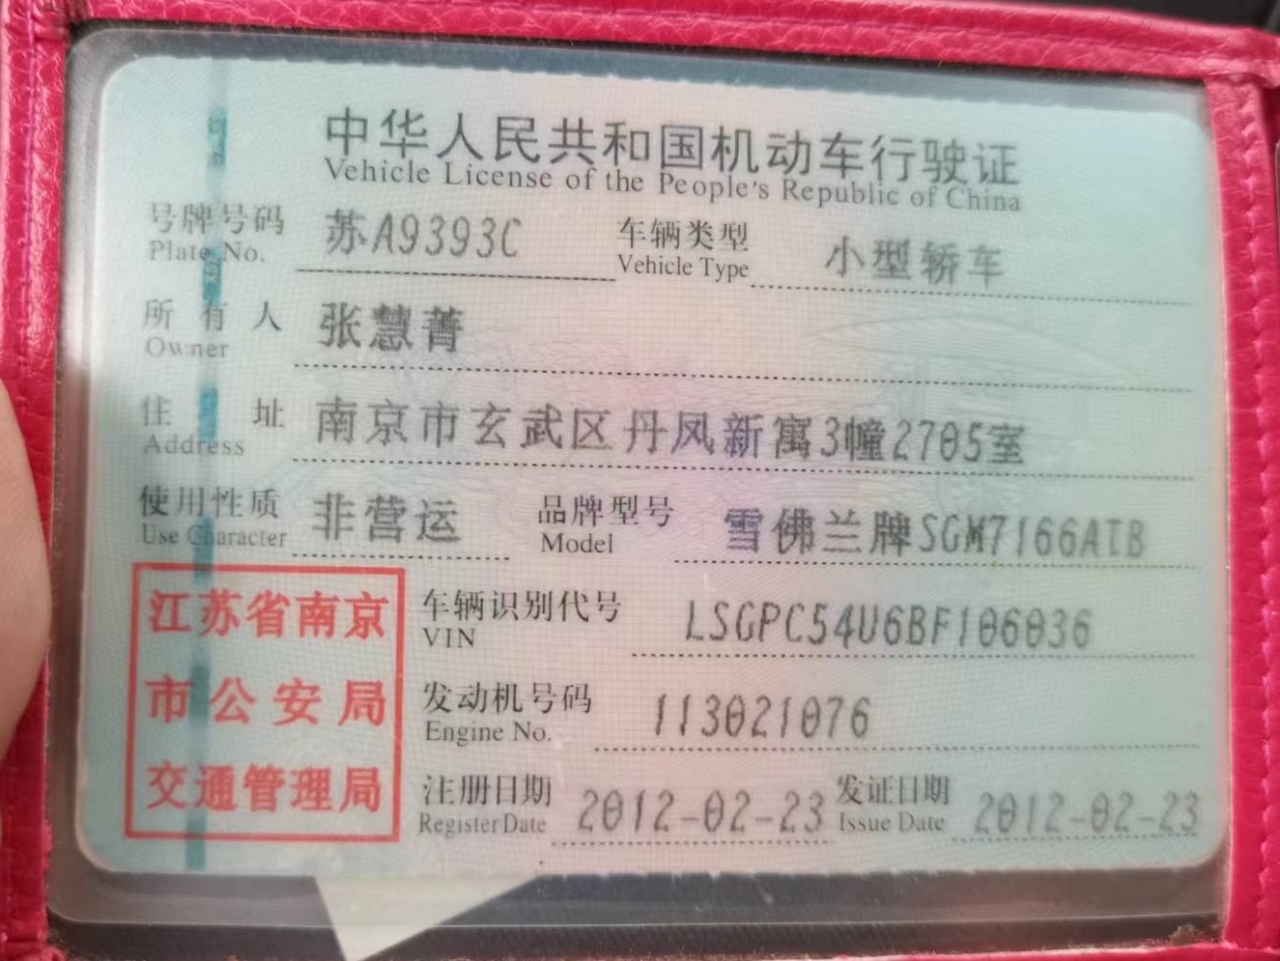 中华人民共和国机动车行驶证
Vehicle License of the People's Republic of China
号牌号码 苏A9393C 车辆类型 小型轿车
Plate No. Vehicle Type
所有人 张慧菁
Owner
住址 南京市玄武区丹凤新寓3幢2705室
Address
使用性质 非营运 品牌型号 雪佛兰牌SGM7166ATB
Use Character Model
江苏省南京
市公安局
交通管理局
车辆识别代号 LSGPC54U6BF106036
VIN
发动机号码 113021076
Engine No.
注册日期 2012-02-23 发证日期 2012-02-23
Register Date Issue Date